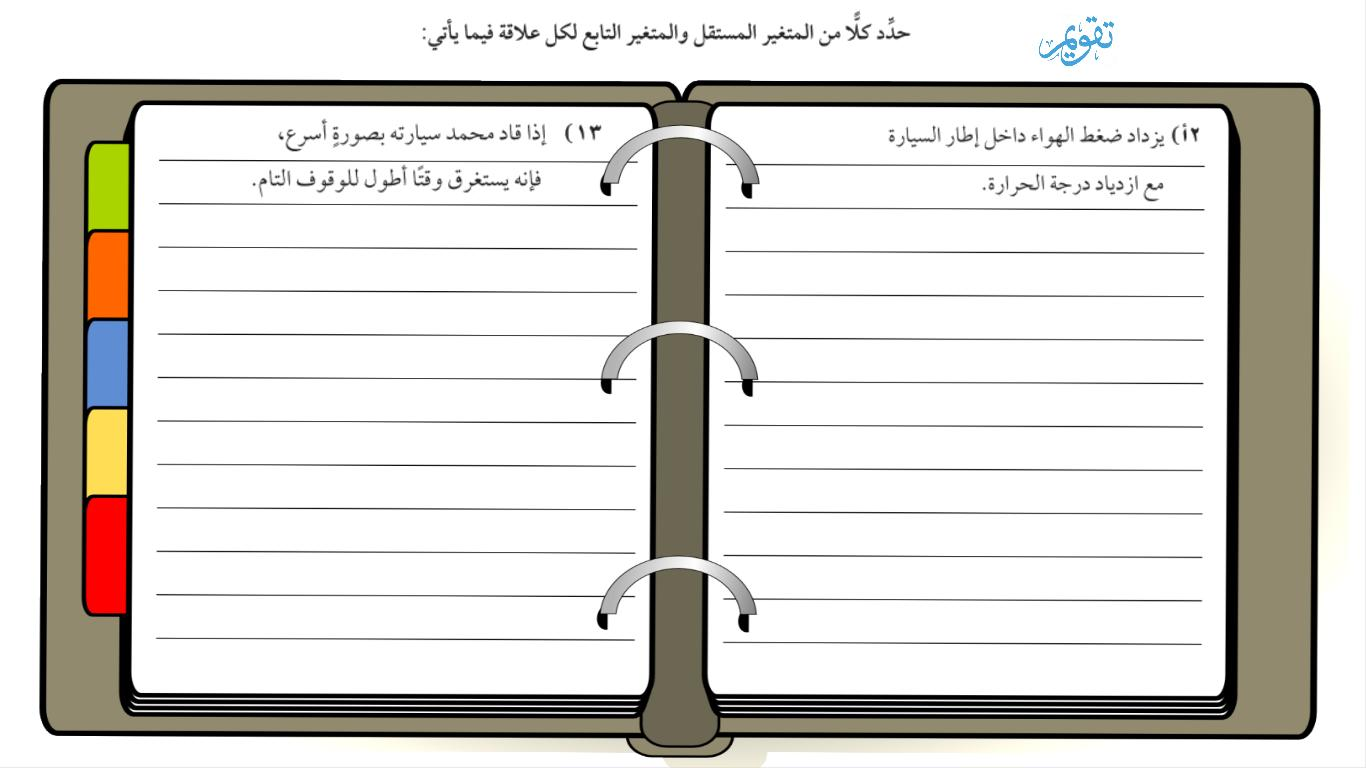 تقويم
حدِّد كلًّا من المتغير المستقل والمتغير التابع لكل علاقة فيما يأتي:
٢أ) يزداد ضغط الهواء داخل إطار السيارة
مع ازدياد درجة الحرارة.
١٣) إذا قاد محمد سيارته بصورةٍ أسرع،
فإنه يستغرق وقتًا أطول للوقوف التام.